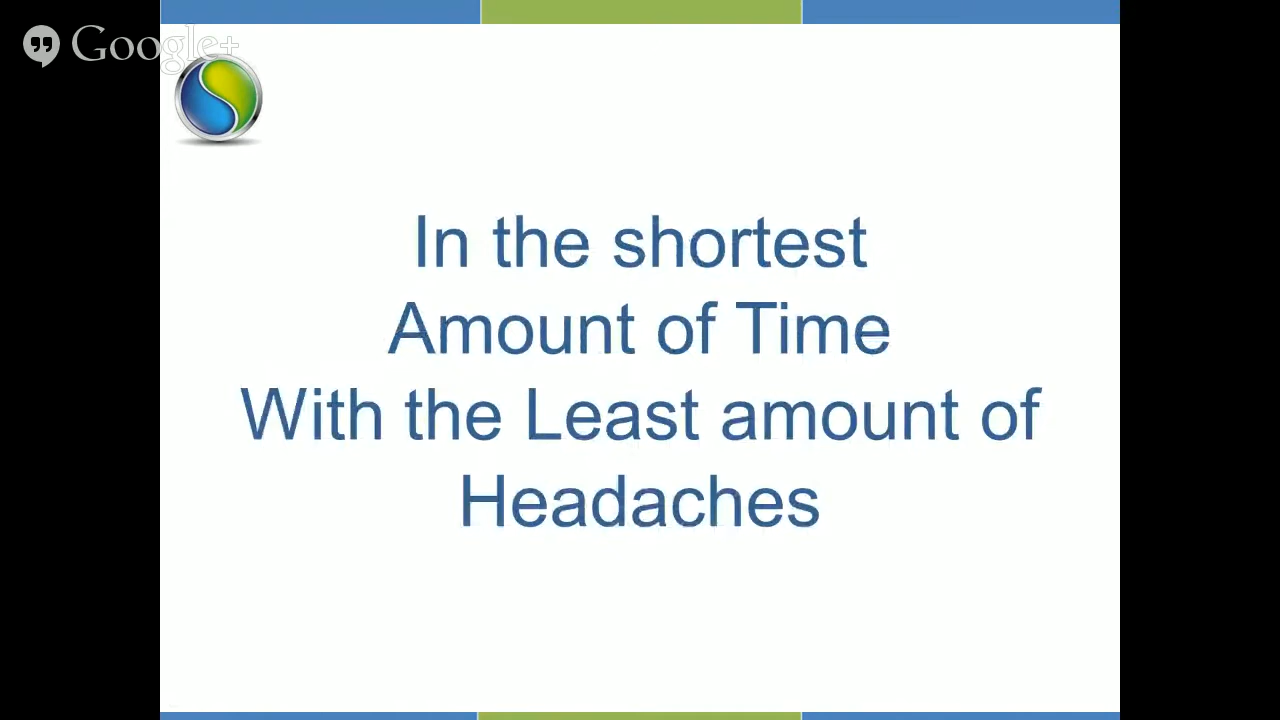 Google+
In the shortest
Amount of Time
With the Least amount of
Headaches